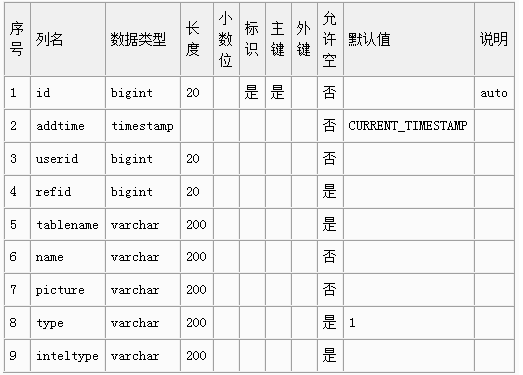 序号 列名 数据类型 长度 小数位 标识 主键 外键 允许空 默认值 说明
1 id bigint 20 是 是 否 auto
2 addtime timestamp 否 CURRENT_TIMESTAMP
3 userid bigint 20 否
4 refid bigint 20 是
5 tablename varchar 200 是
6 name varchar 200 否
7 picture varchar 200 否
8 type varchar 200 是 1
9 inteltype varchar 200 是